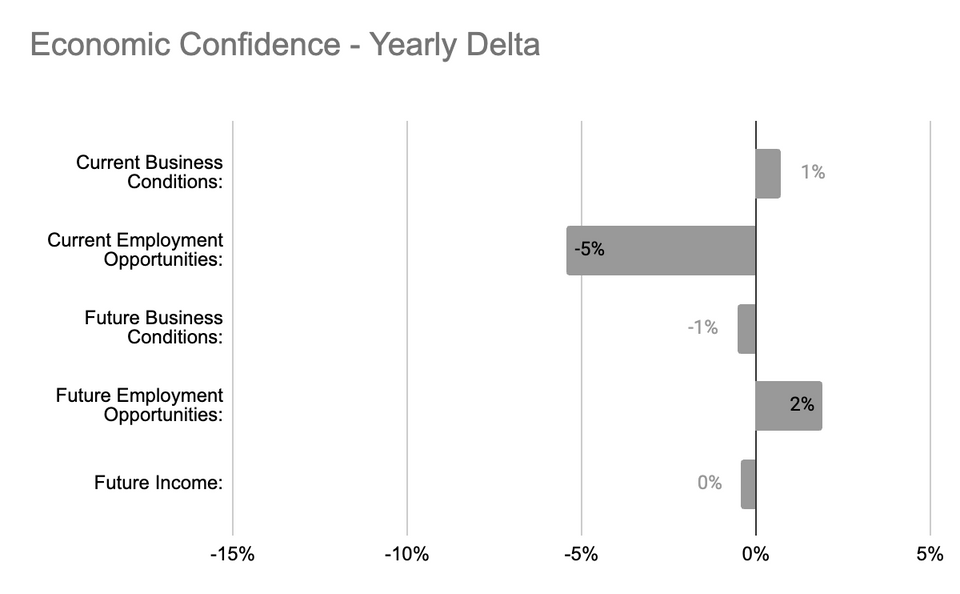 Economic Confidence - Yearly Delta
Current Business
Conditions:
1%
Current Employment
Opportunities:
-5%
Future Business
Conditions:
-1%
Future Employment
Opportunities:
2%
Future Income:
0%
-15%
-10%
-5%
0%
5%